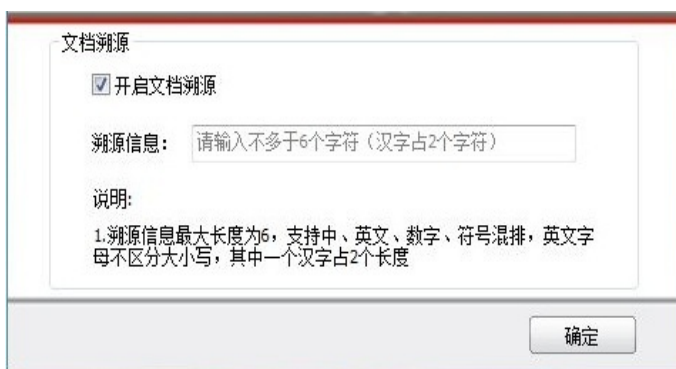 文档溯源
开启文档溯源
溯源信息： 请输入不多于6个字符（汉字占2个字符）
说明:
1.溯源信息最大长度为6，支持中、英文、数字、符号混排，英文字
母不区分大小写，其中一个汉字占2个长度
确定